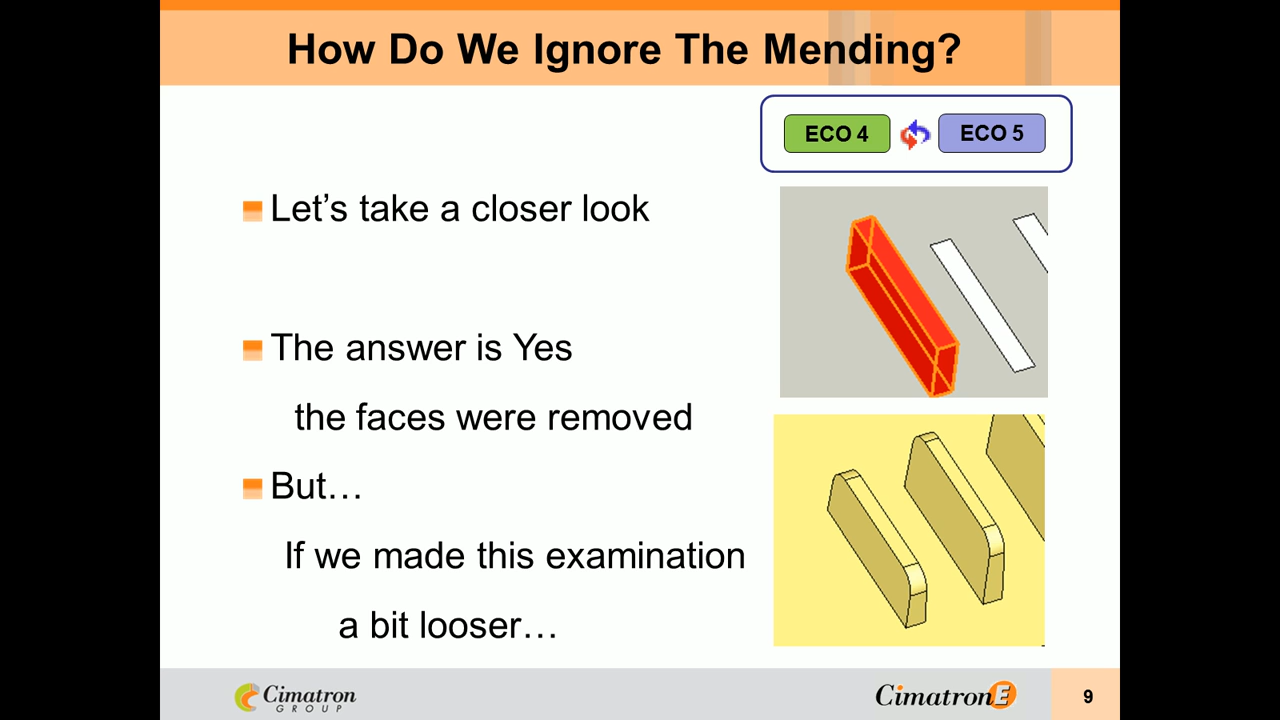 How Do We Ignore The Mending?
ECO 4
ECO 5
Let’s take a closer look
The answer is Yes
the faces were removed
But…
If we made this examination
a bit looser…
Cimatron
GROUP
CimatronE
9